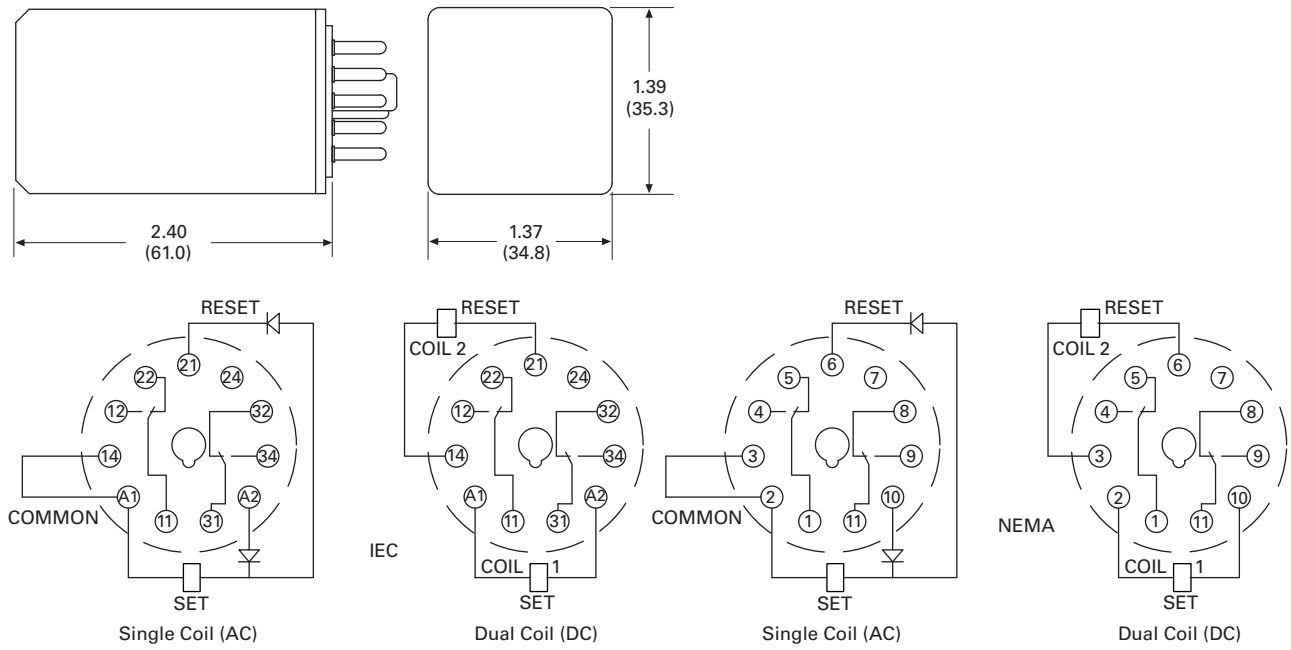 1.39
(35.3)
2.40
(61.0)
1.37
(34.8)
RESET
21
22
24
12
32
14
34
A1
A2
COMMON
11
31
SET
Single Coil (AC)
IEC
RESET
COIL 2
21
22
24
12
32
14
34
A1
A2
11
31
COIL 1
SET
Dual Coil (DC)
RESET
6
5
7
4
8
3
9
2
10
COMMON
1
11
SET
Single Coil (AC)
NEMA
RESET
COIL 2
6
5
7
4
8
3
9
2
10
1
11
COIL 1
SET
Dual Coil (DC)